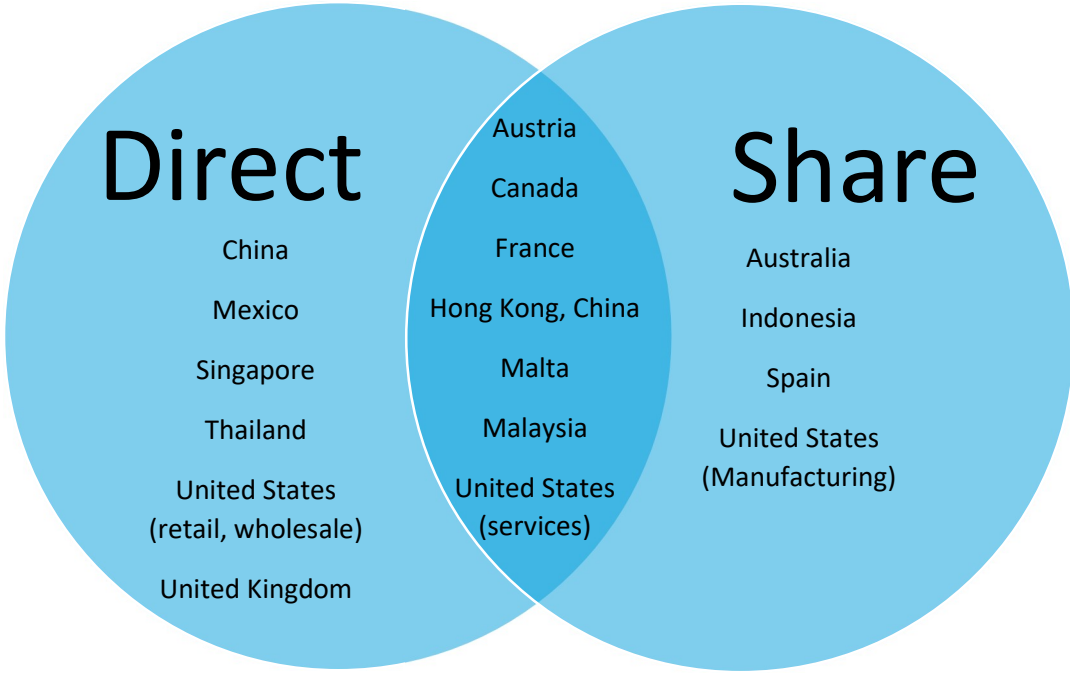 Direct
China
Mexico
Singapore
Thailand
United States
(retail, wholesale)
United Kingdom
Austria
Canada
France
Hong Kong, China
Malta
Malaysia
United States
(services)
Share
Australia
Indonesia
Spain
United States
(Manufacturing)